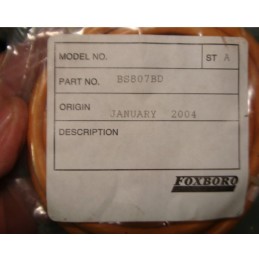 MODEL NO. ST A
PART NO. BS807BD
ORIGIN JANUARY 2004
DESCRIPTION
FOXBORO